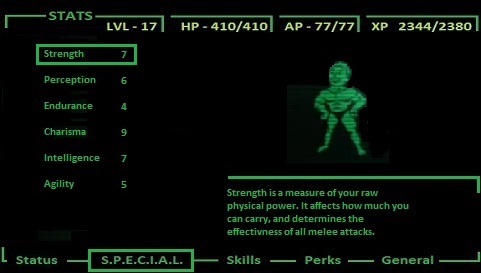 STATS
LVL - 17 HP - 410/410 AP - 77/77 XP 2344/2380
Strength 7
Perception 6
Endurance 4
Charisma 9
Intelligence 7
Agility 5
Strength is a measure of your raw
physical power. It affects how much you
can carry, and determines the
effectivness of all melee attacks.
Status S.P.E.C.I.A.L. Skills Perks General